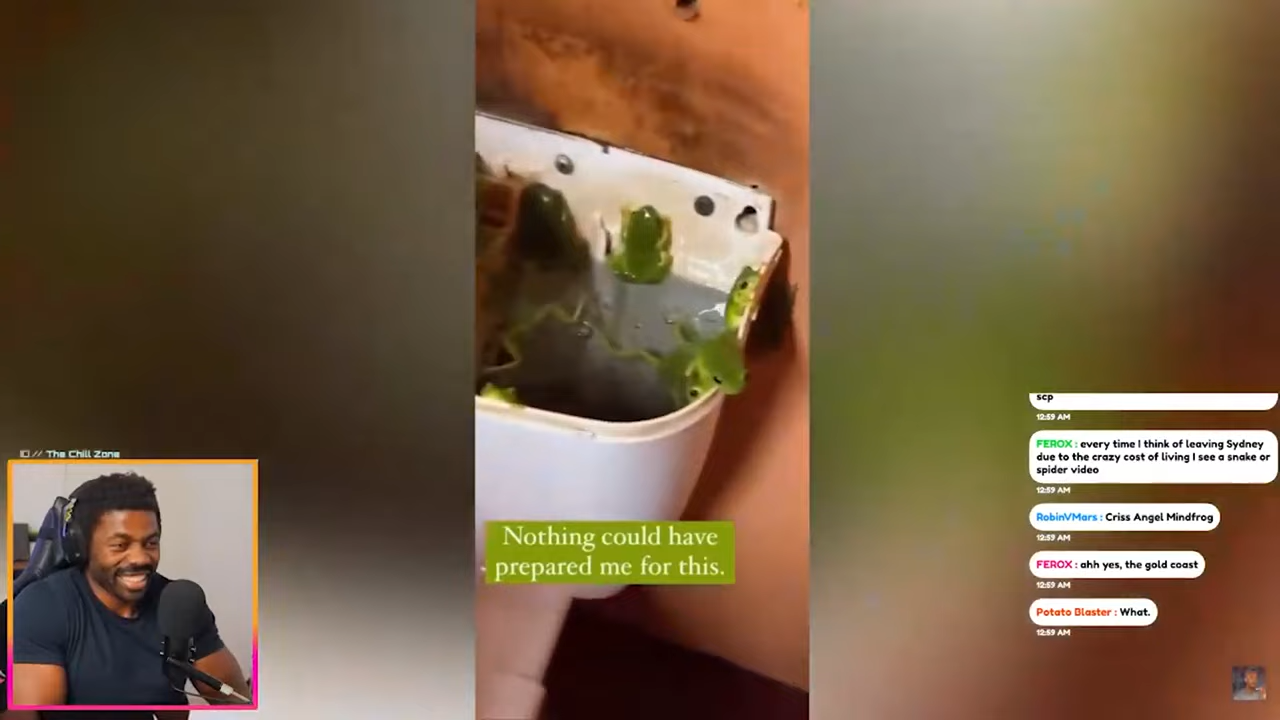 Nothing could have
prepared me for this.
// The Chill Zone
scp
12:59 AM
FEROX : every time I think of leaving Sydney
due to the crazy cost of living I see a snake or
spider video
12:59 AM
RobinVMars : Criss Angel Mindfrog
12:59 AM
FEROX : ahh yes, the gold coast
12:59 AM
Potato Blaster : What.
12:59 AM